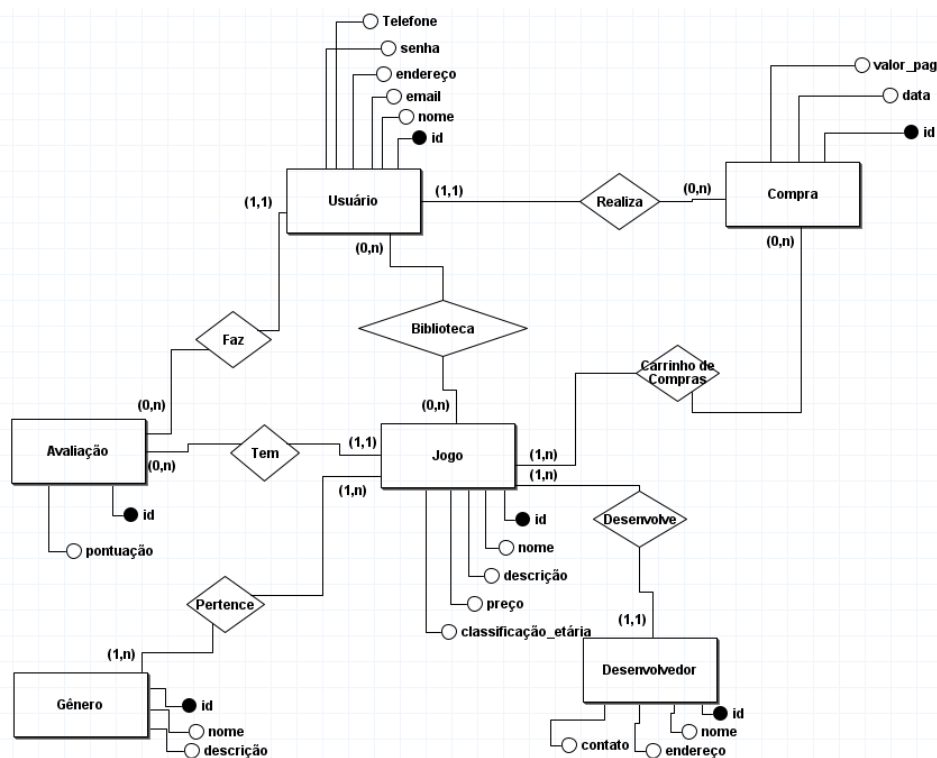 Telefone
senha
endereço
email
nome
id
valor_pag
data
id
(1,1)
Usuário
(1,1)
Realiza
(0,n)
Compra
(0,n)
(0,n)
Faz
Biblioteca
Carrinho de
Compras
(0,n)
(0,n)
Avaliação
(0,n)
Tem
(1,1)
Jogo
(1,n)
(1,n)
(1,n)
id
pontuação
id
nome
descrição
preço
classificação_etária
Desenvolve
Pertence
(1,1)
(1,n)
Gênero
id
nome
descrição
Desenvolvedor
id
nome
endereço
contato